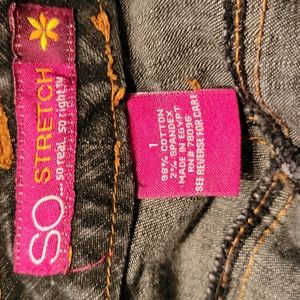 SO STRETCH
... so real. so right.™
1
98% COTTON
2% SPANDEX
MADE IN EGYPT
RN# 78096
SEE REVERSE FOR CARE